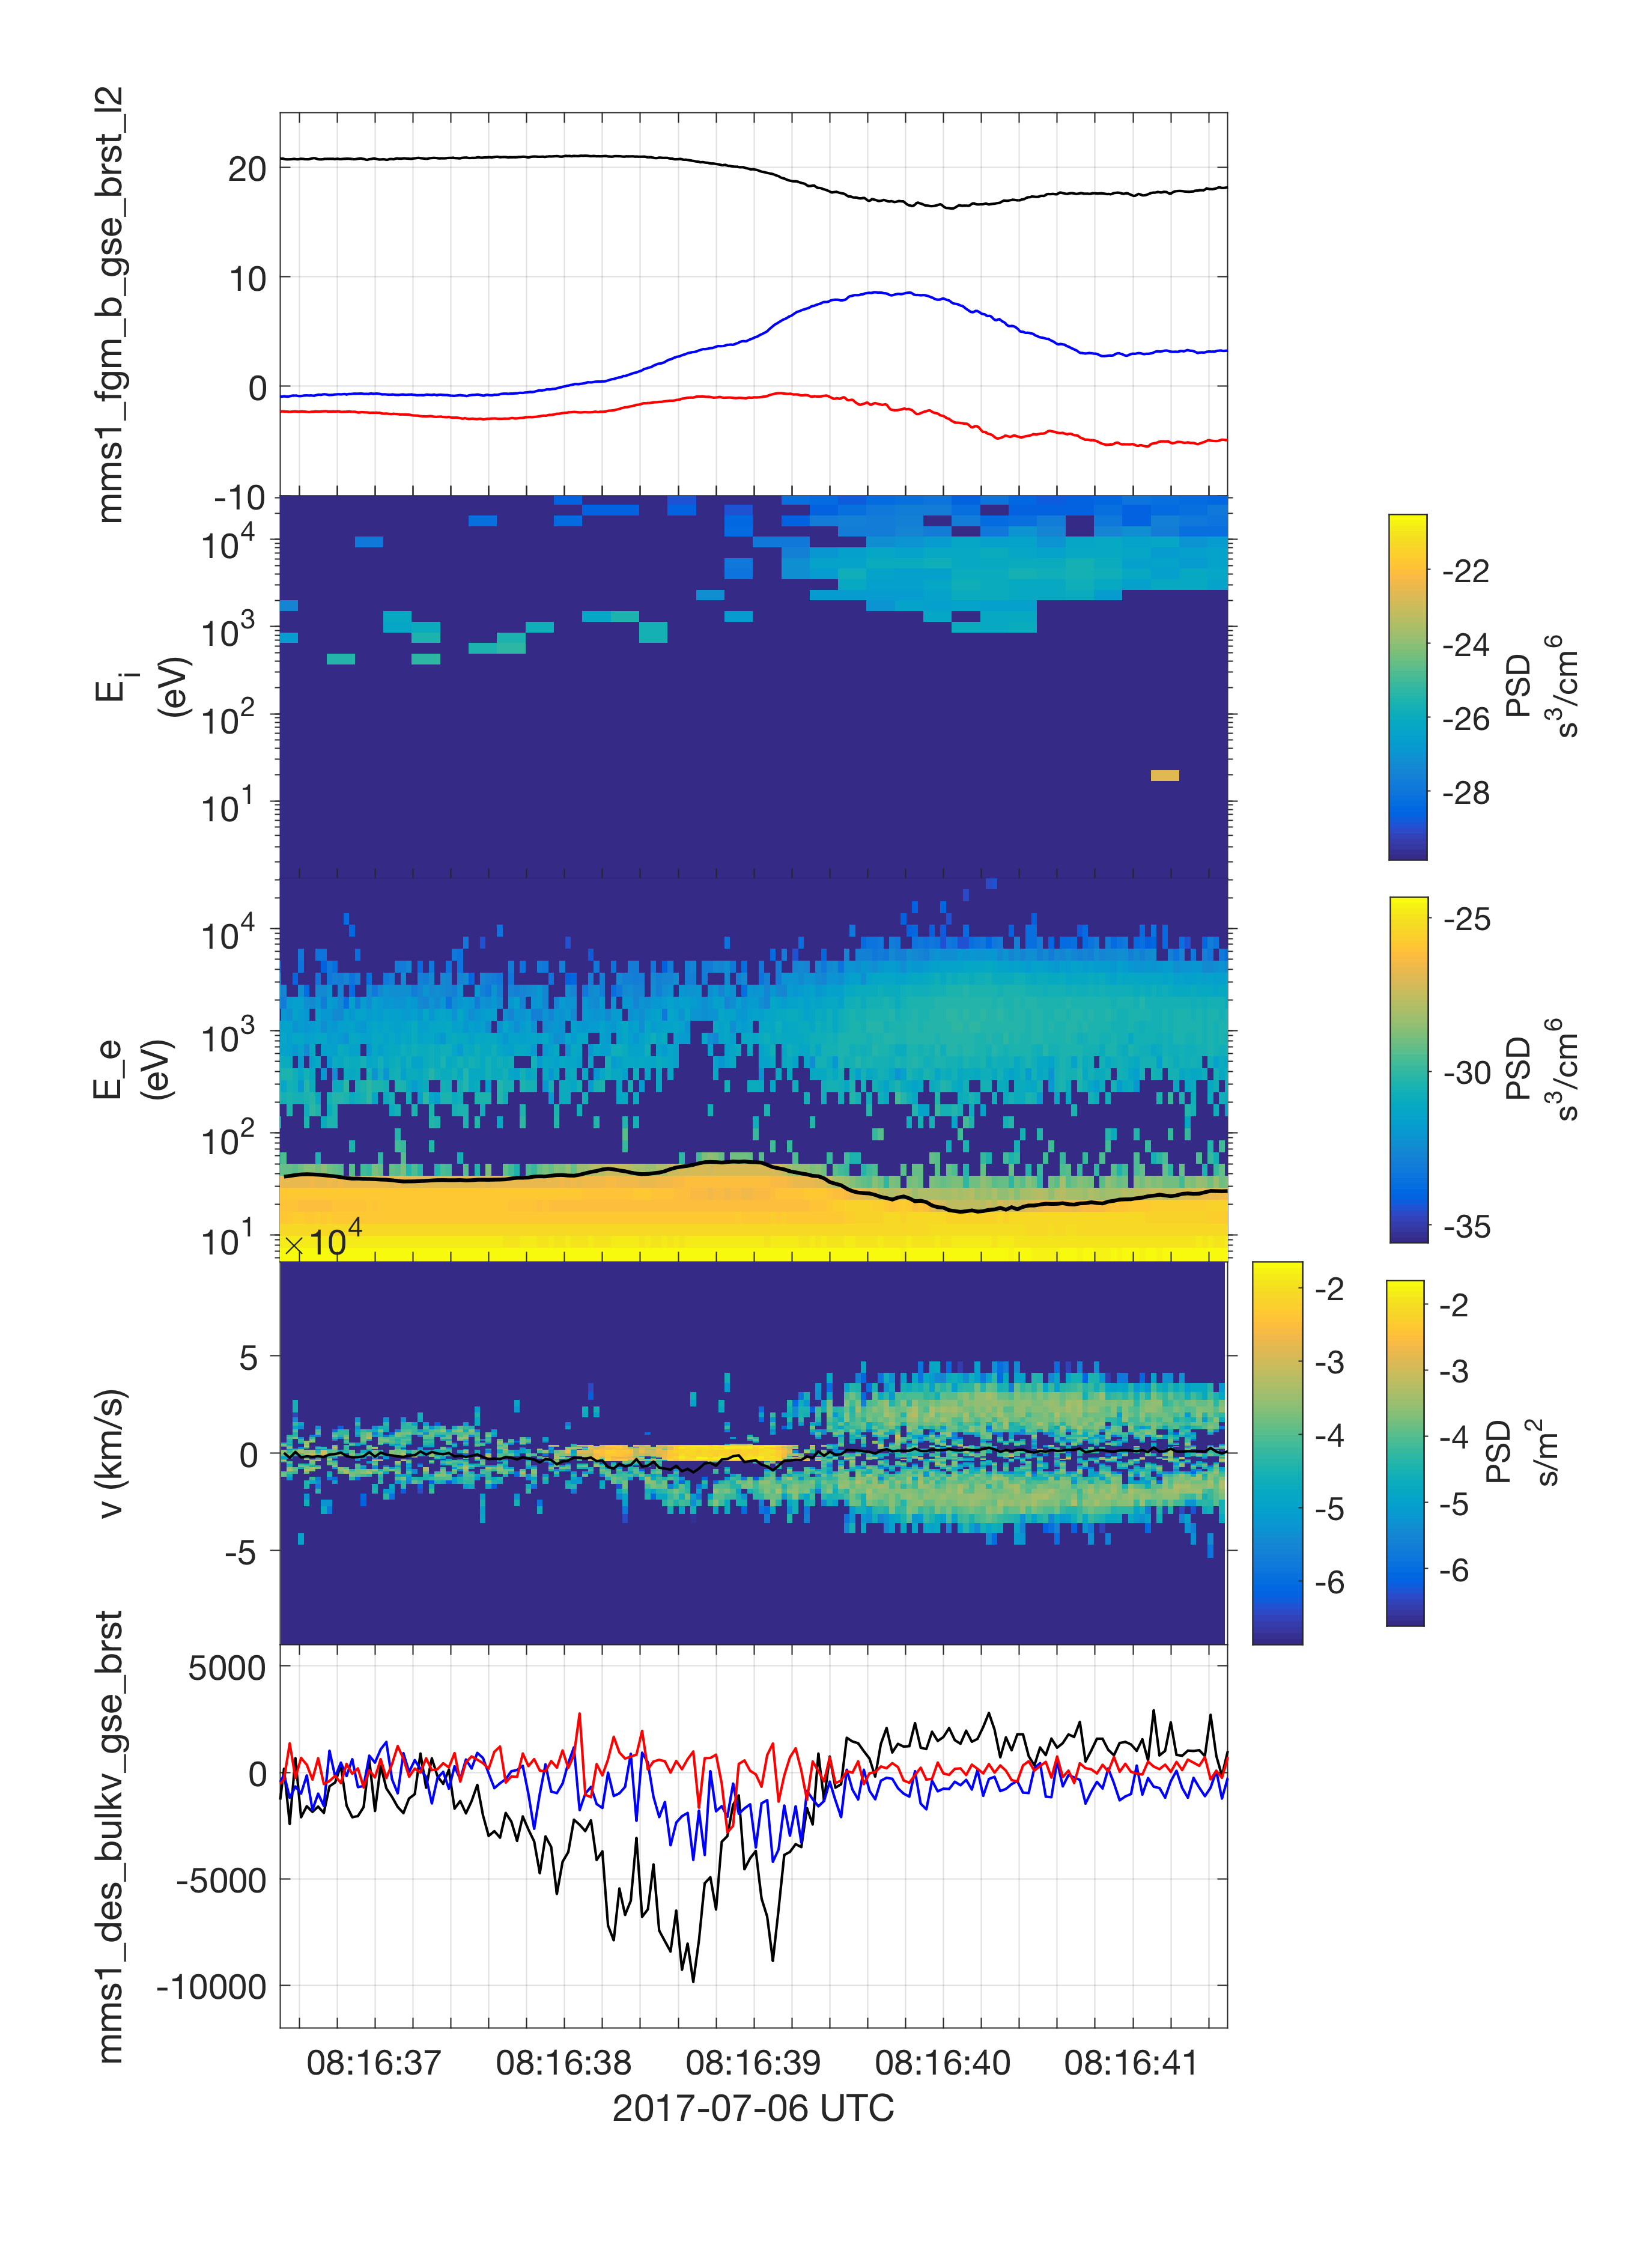 mms1_fgm_b_gse_brst_l2
20
10
0
-10
E_i
(eV)
10^4
10^3
10^2
10^1
-22
-24
-26
-28
PSD
s^3/cm^6
E_e
(eV)
10^4
10^3
10^2
10^1
-25
-30
-35
PSD
s^3/cm^6
×10^4
v (km/s)
5
0
-5
-2
-3
-4
-5
-6
-2
-3
-4
-5
-6
PSD
s/m^2
mms1_des_bulkv_gse_brst
5000
0
-5000
-10000
08:16:37 08:16:38 08:16:39 08:16:40 08:16:41
2017-07-06 UTC